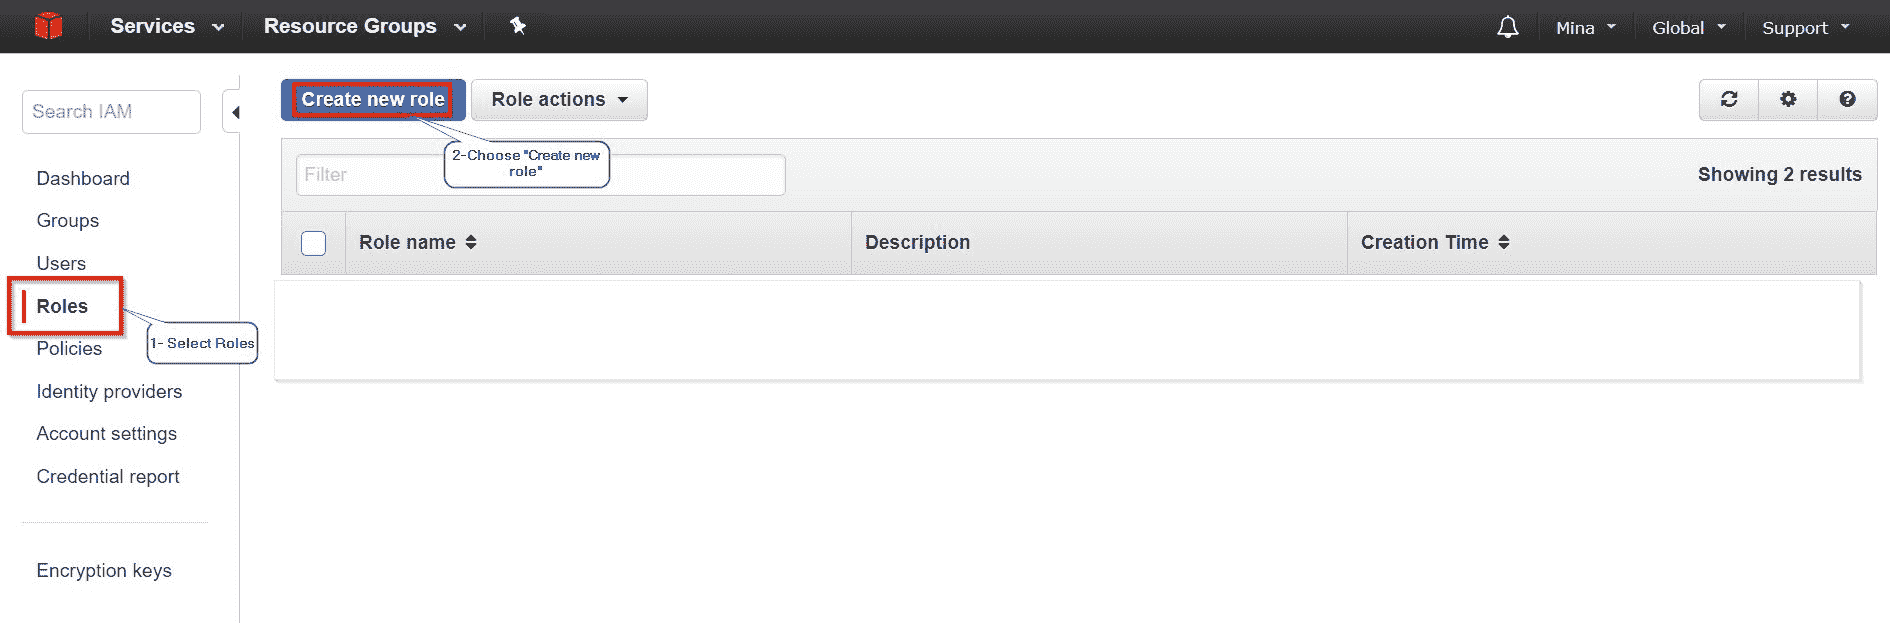 Services
Resource Groups
Mina
Global
Support
Search IAM
Dashboard
Groups
Users
Roles
Policies
Identity providers
Account settings
Credential report
Encryption keys
1- Select Roles
Create new role
Role actions
2-Choose "Create new
role"
Filter
Showing 2 results
Role name
Description
Creation Time